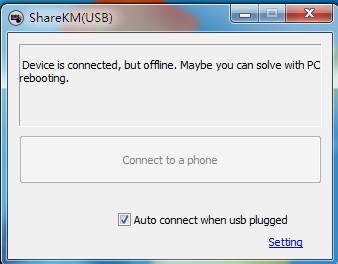 ShareKM(USB)
Device is connected, but offline. Maybe you can solve with PC
rebooting.
Connect to a phone
Auto connect when usb plugged
Setting